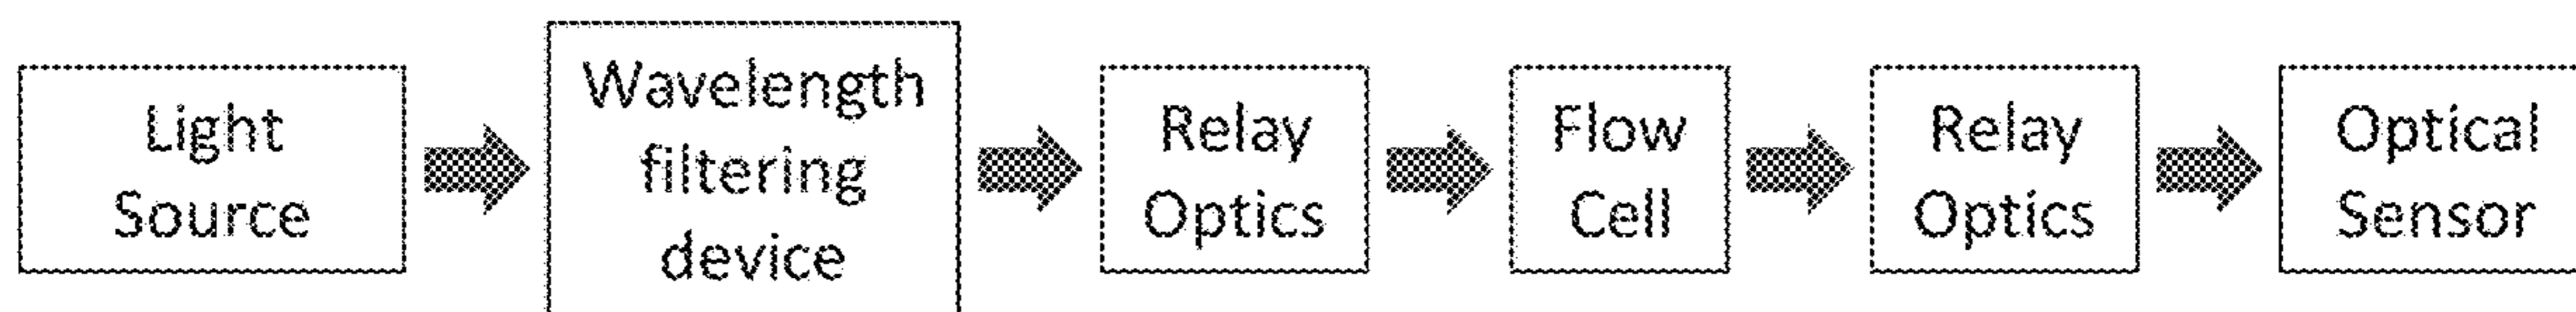 Light
Source
Wavelength
filtering
device
Relay
Optics
Flow
Cell
Relay
Optics
Optical
Sensor